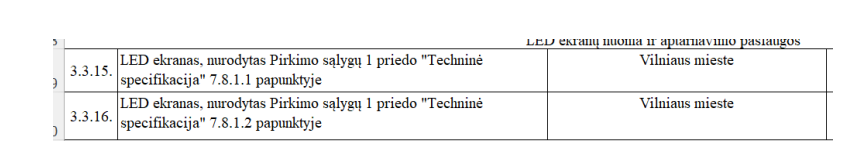 LED ekranų nuoma ir aptarnavimo paslaugos
3.3.15.
LED ekranas, nurodytas Pirkimo sąlygų 1 priedo "Techninė
specifikacija" 7.8.1.1 papunktyje
Vilniaus mieste
3.3.16.
LED ekranas, nurodytas Pirkimo sąlygų 1 priedo "Techninė
specifikacija" 7.8.1.2 papunktyje
Vilniaus mieste